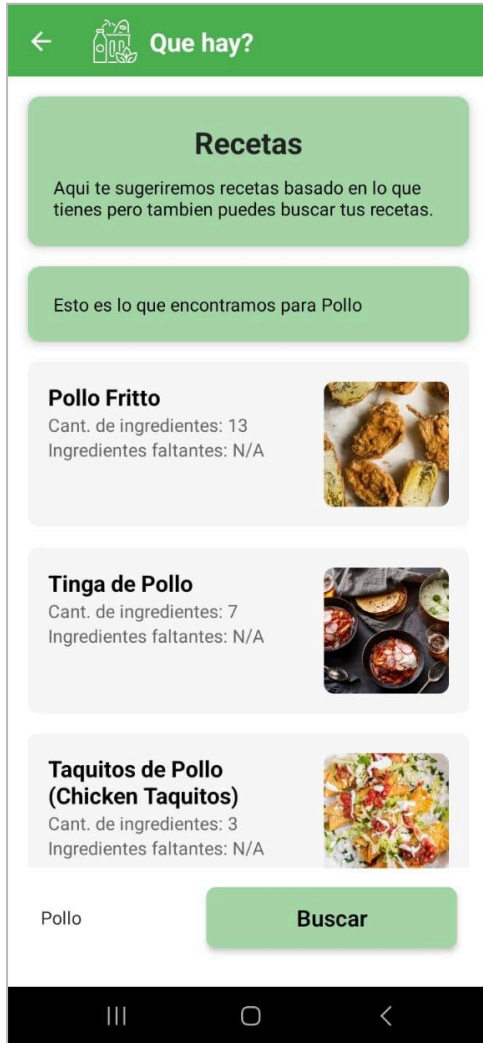 Que hay?
Recetas
Aqui te sugeriremos recetas basado en lo que
tienes pero tambien puedes buscar tus recetas.
Esto es lo que encontramos para Pollo
Pollo Fritto
Cant. de ingredientes: 13
Ingredientes faltantes: N/A
Tinga de Pollo
Cant. de ingredientes: 7
Ingredientes faltantes: N/A
Taquitos de Pollo
(Chicken Taquitos)
Cant. de ingredientes: 3
Ingredientes faltantes: N/A
Pollo
Buscar